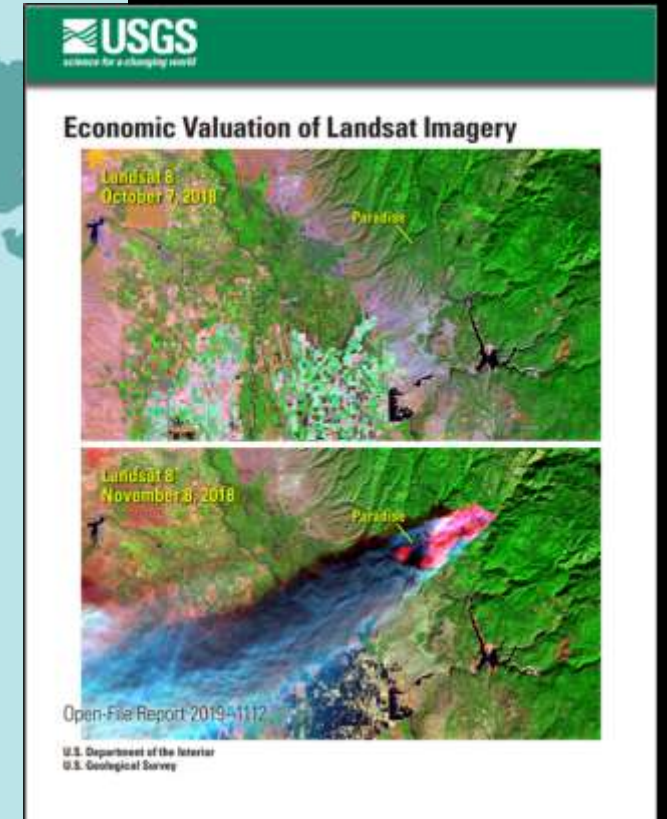 USGS
science for a changing world
Economic Valuation of Landsat Imagery
Landsat 8
October 7, 2018
Paradise
Landsat 8
November 8, 2018
Paradise
Open-File Report 2019–1112
U.S. Department of the Interior
U.S. Geological Survey